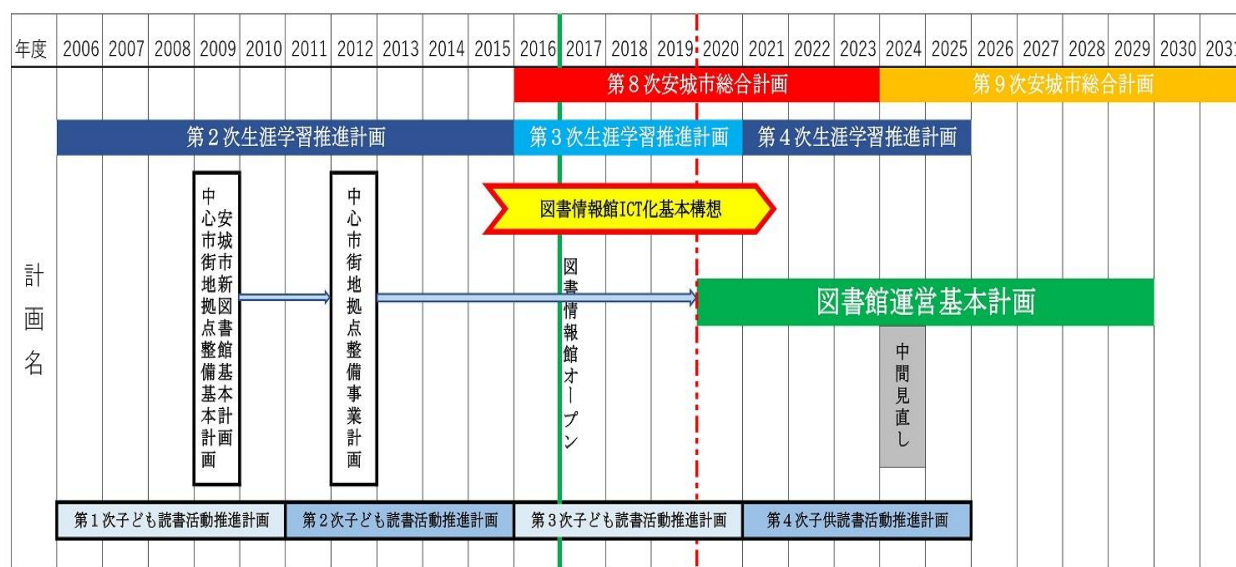 年度 2006 2007 2008 2009 2010 2011 2012 2013 2014 2015 2016 2017 2018 2019 2020 2021 2022 2023 2024 2025 2026 2027 2028 2029 2030 2031
第8次安城市総合計画
第9次安城市総合計画
第2次生涯学習推進計画
第3次生涯学習推進計画
第4次生涯学習推進計画
計画名
安城市新図書館基本計画
中心市街地拠点整備基本計画
中心市街地拠点整備事業計画
図書情報館ICT化基本構想
図書情報館オープン
図書館運営基本計画
中間見直し
第1次子ども読書活動推進計画
第2次子ども読書活動推進計画
第3次子ども読書活動推進計画
第4次子供読書活動推進計画